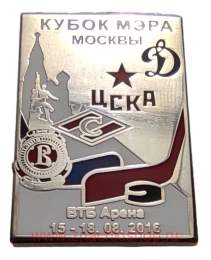 КУБОК МЭРА
МОСКВЫ
Д
ЦСКА
С
В
ВТБ Арена
15 - 18. 08. 2016